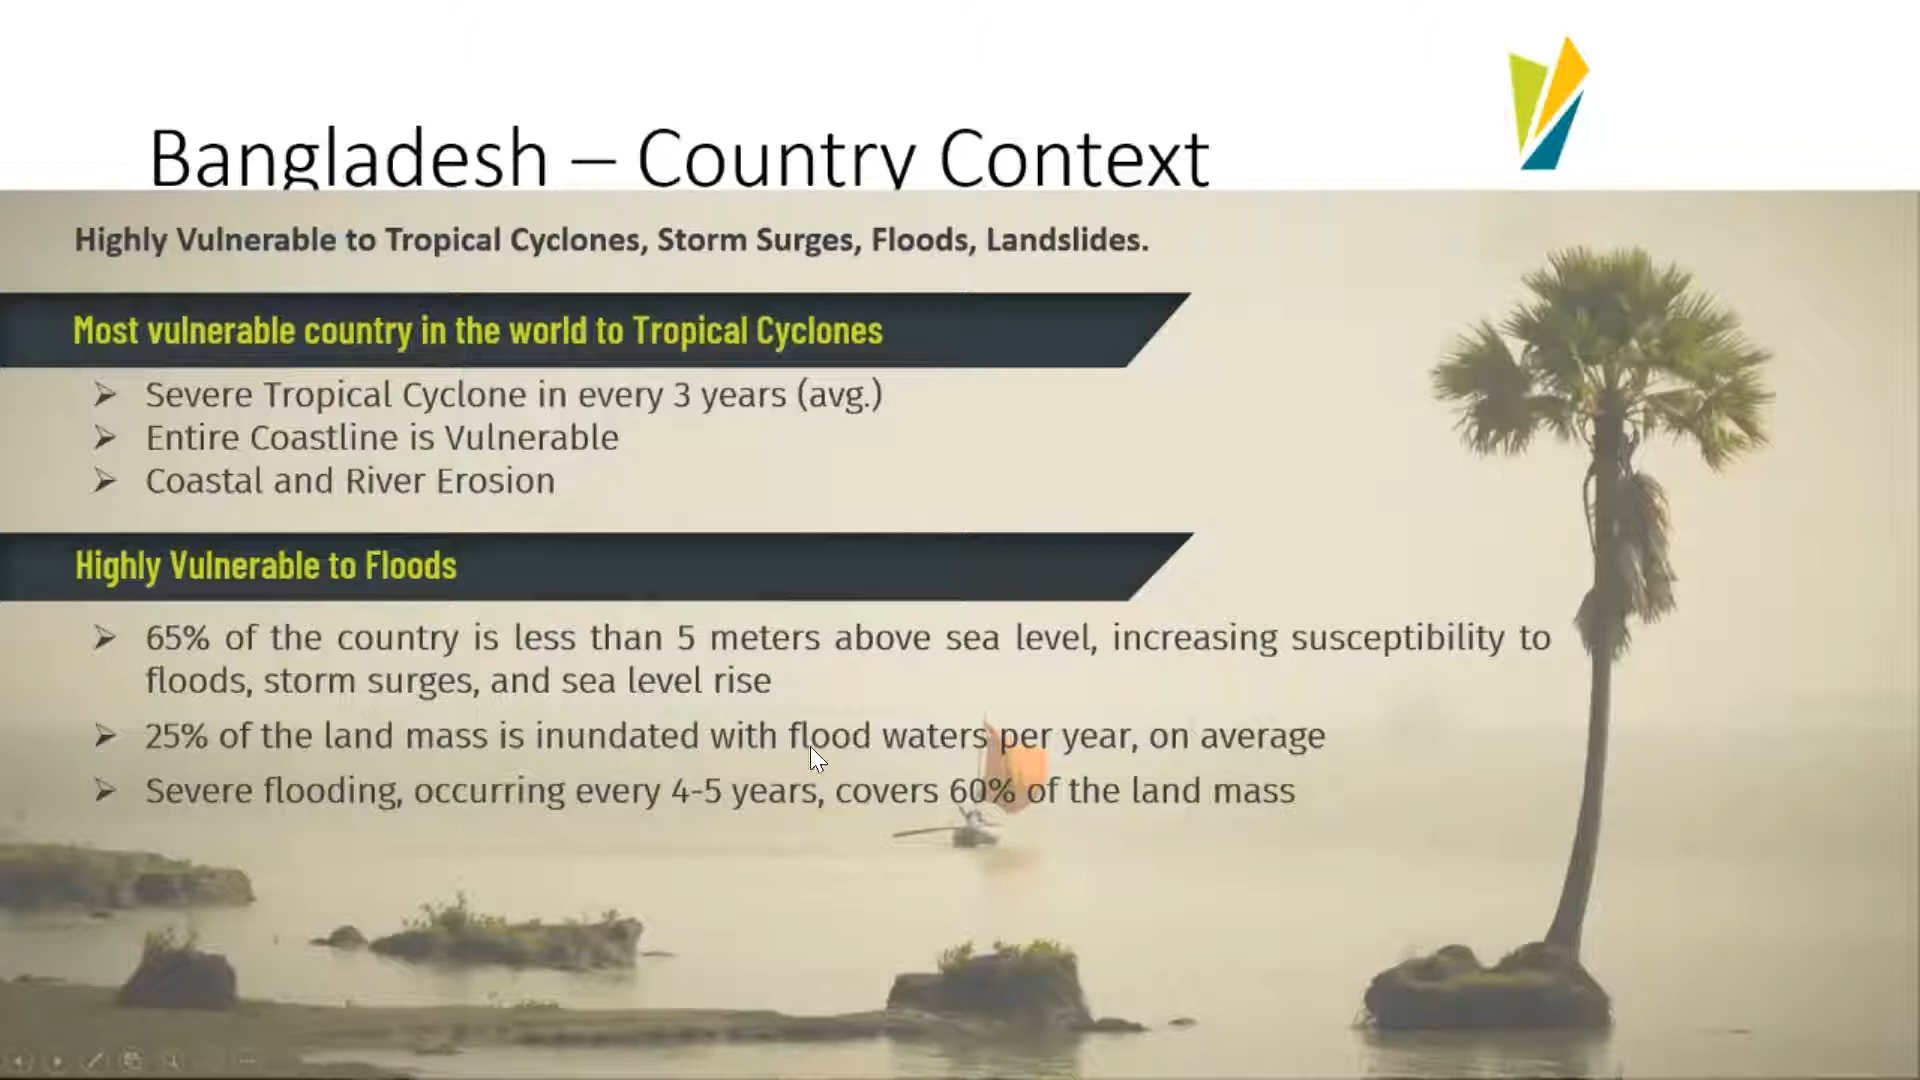 Bangladesh – Country Context
Highly Vulnerable to Tropical Cyclones, Storm Surges, Floods, Landslides.
Most vulnerable country in the world to Tropical Cyclones
➢ Severe Tropical Cyclone in every 3 years (avg.)
➢ Entire Coastline is Vulnerable
➢ Coastal and River Erosion
Highly Vulnerable to Floods
➢ 65% of the country is less than 5 meters above sea level, increasing susceptibility to
floods, storm surges, and sea level rise
➢ 25% of the land mass is inundated with flood waters per year, on average
➢ Severe flooding, occurring every 4-5 years, covers 60% of the land mass